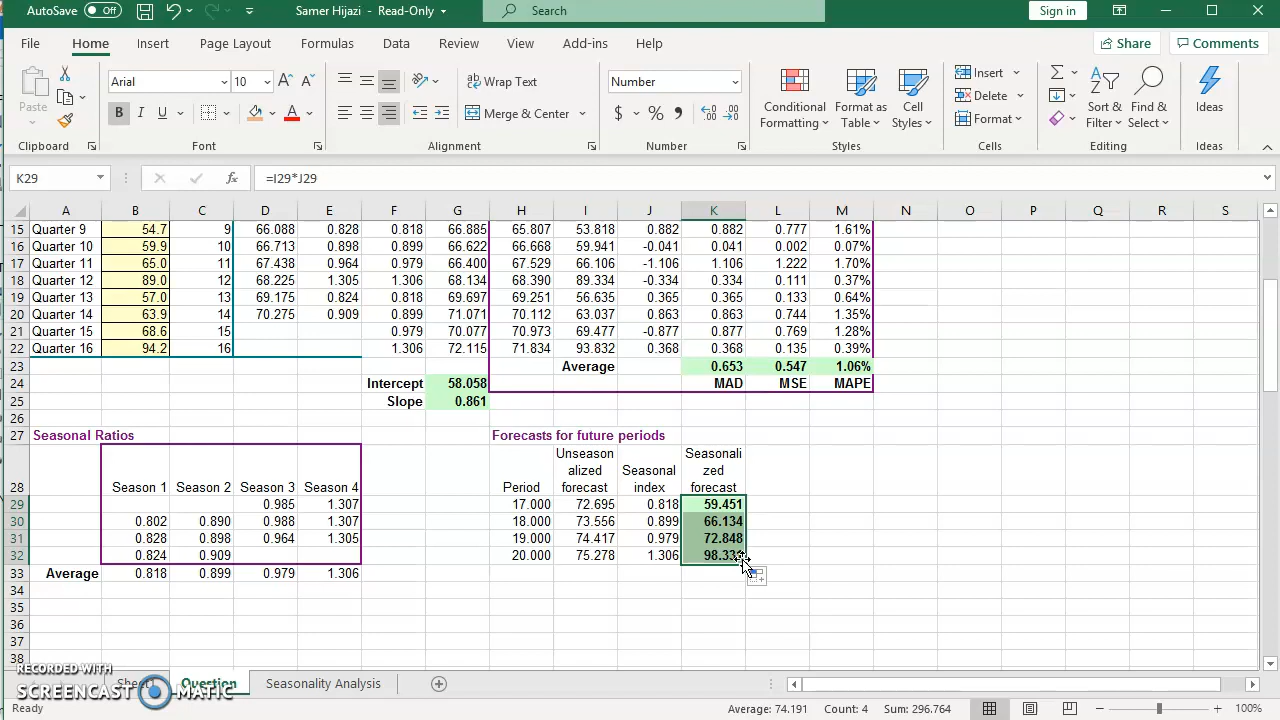 AutoSave Off Samer Hijazi - Read-Only Search Sign in
File Home Insert Page Layout Formulas Data Review View Add-ins Help Share Comments
Paste Arial 10 Wrap Text Number Conditional Formatting Format as Table Cell Styles Insert Sort & Filter Find & Select Ideas
B I U Merge & Center $ % Delete Format
Clipboard Font Alignment Number Styles Cells Editing Ideas
K29 fx =I29*J29
A B C D E F G H I J K L M N O P Q R S
15 Quarter 9 54.7 9 66.088 0.828 0.818 66.885 65.807 53.818 0.882 0.882 0.777 1.61%
16 Quarter 10 59.9 10 66.713 0.898 0.899 66.622 66.668 59.941 -0.041 0.041 0.002 0.07%
17 Quarter 11 65.0 11 67.438 0.964 0.979 66.400 67.529 66.106 -1.106 1.106 1.222 1.70%
18 Quarter 12 89.0 12 68.225 1.305 1.306 68.134 68.390 89.334 -0.334 0.334 0.111 0.37%
19 Quarter 13 57.0 13 69.175 0.824 0.818 69.697 69.251 56.635 0.365 0.365 0.133 0.64%
20 Quarter 14 63.9 14 70.275 0.909 0.899 71.071 70.112 63.037 0.863 0.863 0.744 1.35%
21 Quarter 15 68.6 15 0.979 70.077 70.973 69.477 -0.877 0.877 0.769 1.28%
22 Quarter 16 94.2 16 1.306 72.115 71.834 93.832 0.368 0.368 0.135 0.39%
23 Average 0.653 0.547 1.06%
24 Intercept 58.058 MAD MSE MAPE
25 Slope 0.861
26
27 Seasonal Ratios Forecasts for future periods
28 Season 1 Season 2 Season 3 Season 4 Period Unseasonalized forecast Seasonal index Seasonalized forecast
29 0.985 1.307 17.000 72.695 0.818 59.451
30 0.802 0.890 0.988 1.307 18.000 73.556 0.899 66.134
31 0.828 0.898 0.964 1.305 19.000 74.417 0.979 72.848
32 0.824 0.909 20.000 75.278 1.306
33 Average 0.818 0.899 0.979 1.306
34
35
36
37
38
RECORDED WITH
SCREENCAST MATIC
Question Seasonality Analysis
Ready Average: 74.191 Count: 4 Sum: 296.764 100%